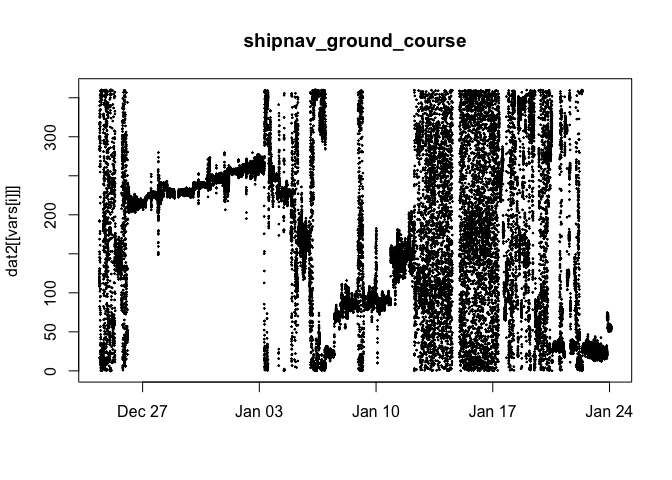 shipnav_ground_course
dat2[[vars[i]]]
300
200
100
50
0
Dec 27
Jan 03
Jan 10
Jan 17
Jan 24